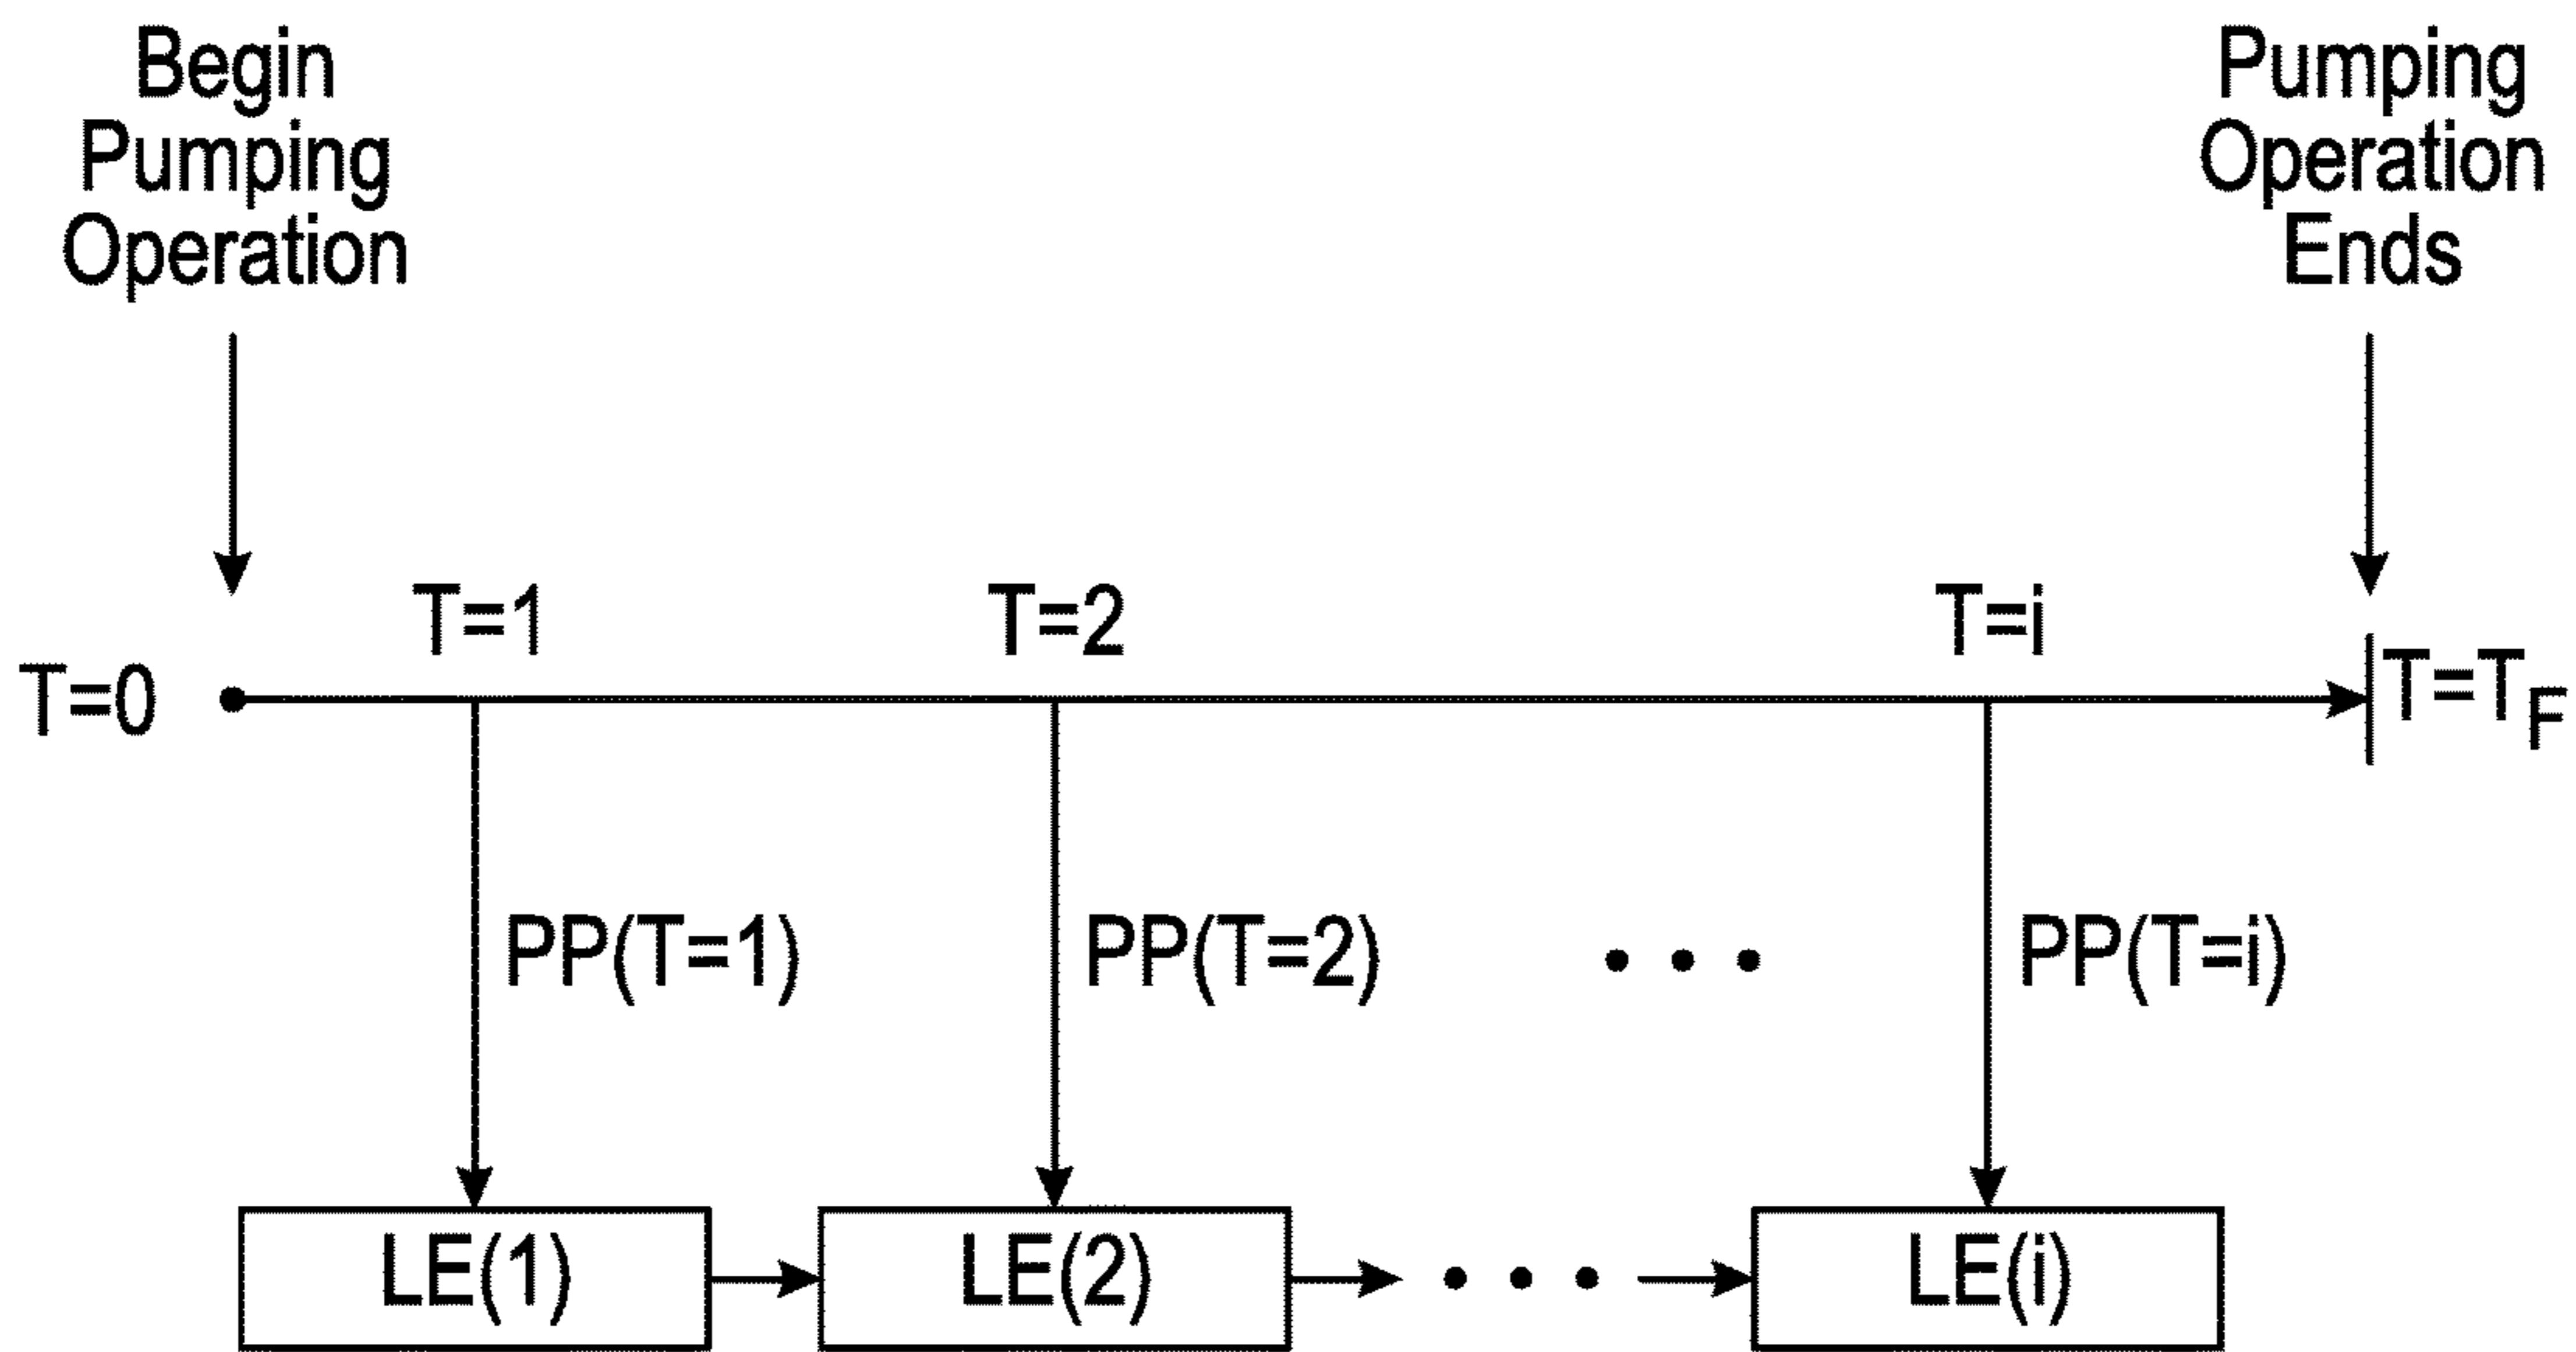 Begin
Pumping
Operation
Pumping
Operation
Ends
T=1
T=2
T=i
T=0
T=T_F
PP(T=1)
PP(T=2)
• • •
PP(T=i)
LE(1)
LE(2)
• • •
LE(i)